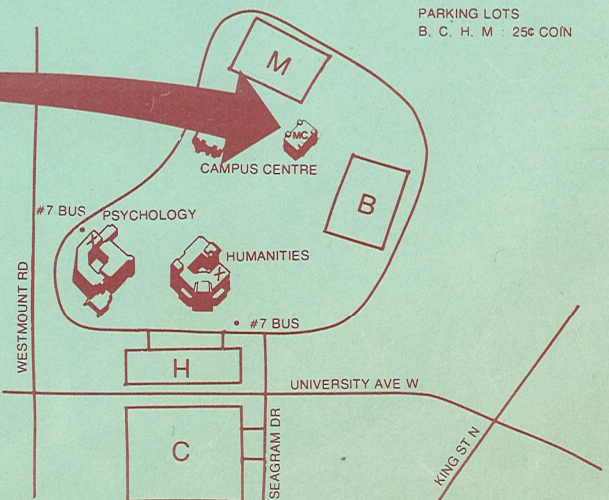 PARKING LOTS
B, C, H, M : 25¢ COIN
M
MC
CAMPUS CENTRE
B
#7 BUS
PSYCHOLOGY
HUMANITIES
WESTMOUNT RD
#7 BUS
H
UNIVERSITY AVE W
C
SEAGRAM DR
KING ST N